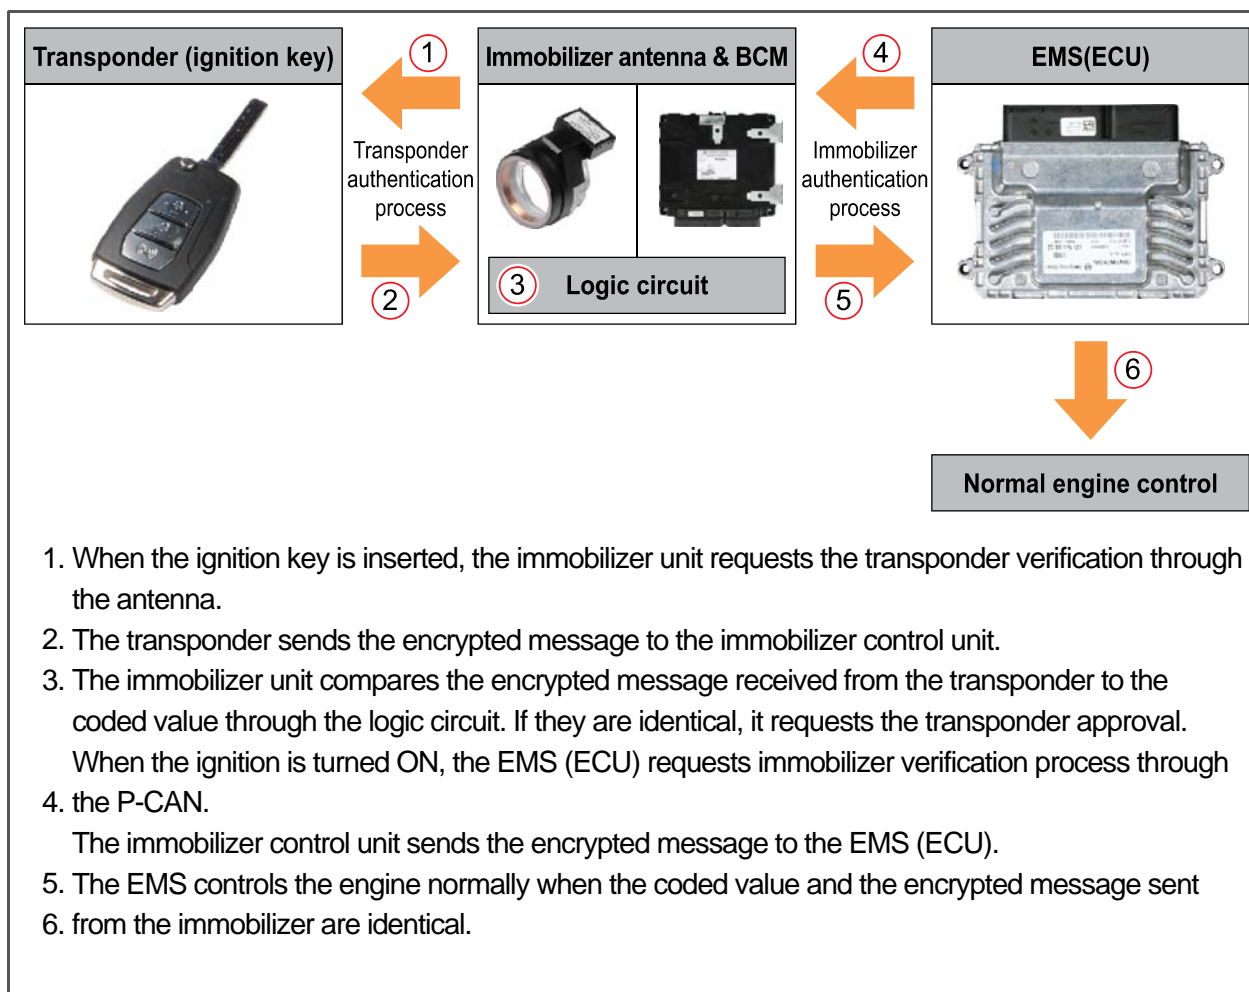 Transponder (ignition key)
1
Immobilizer antenna & BCM
4
EMS(ECU)
Transponder
authentication
process
2
3
Logic circuit
Immobilizer
authentication
process
5
6
Normal engine control
1. When the ignition key is inserted, the immobilizer unit requests the transponder verification through
the antenna.
2. The transponder sends the encrypted message to the immobilizer control unit.
3. The immobilizer unit compares the encrypted message received from the transponder to the
coded value through the logic circuit. If they are identical, it requests the transponder approval.
When the ignition is turned ON, the EMS (ECU) requests immobilizer verification process through
4. the P-CAN.
The immobilizer control unit sends the encrypted message to the EMS (ECU).
5. The EMS controls the engine normally when the coded value and the encrypted message sent
6. from the immobilizer are identical.